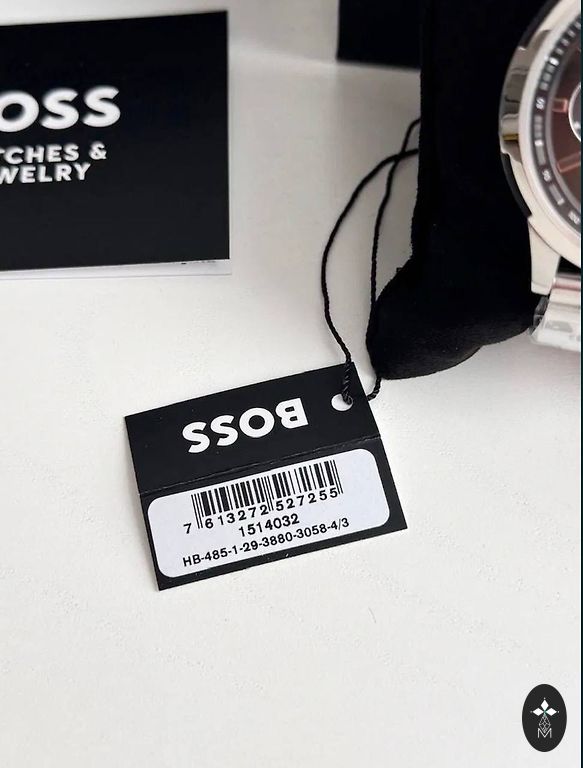 OSS
TCHES &
WELRY
BOSS
7 613272 527255
1514032
HB-485-1-29-3880-3058-4/3
M